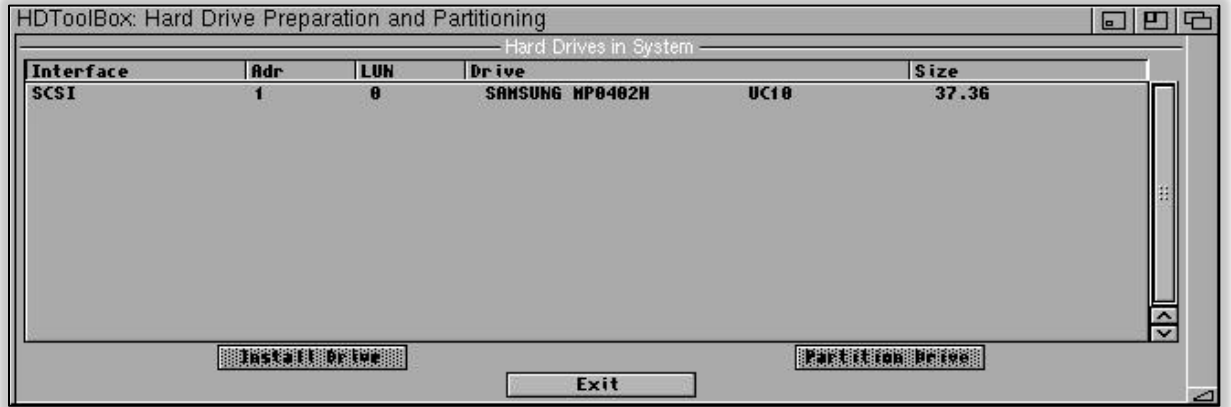 HDToolBox: Hard Drive Preparation and Partitioning
Hard Drives in System
Interface Adr LUN Drive Size
SCSI 1 0 SAMSUNG MP0402H UC10 37.3G
Install Drive Partition Drive
Exit